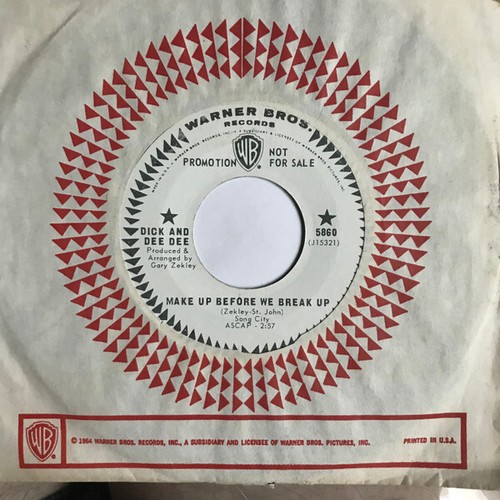 WARNER BROS.
RECORDS
PROMOTION NOT
FOR SALE
WB
DICK AND
DEE DEE
Produced &
Arranged by
Gary Zekley
5860
(J15321)
MAKE UP BEFORE WE BREAK UP
(Zekley-St. John)
Song City
ASCAP - 2:57
WB
© 1964 WARNER BROS. RECORDS, INC., A SUBSIDIARY AND LICENSEE OF WARNER BROS. PICTURES, INC.
PRINTED IN U.S.A.